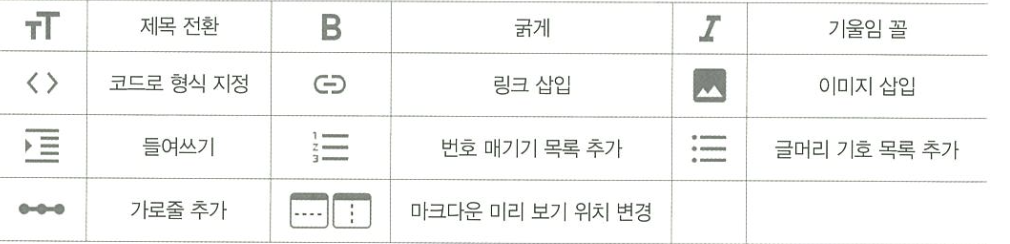 제목 전환 B 굵게 I 기울임 꼴
코드로 형식 지정 링크 삽입 이미지 삽입
들여쓰기 1 2 3 번호 매기기 목록 추가 글머리 기호 목록 추가
가로줄 추가 마크다운 미리 보기 위치 변경